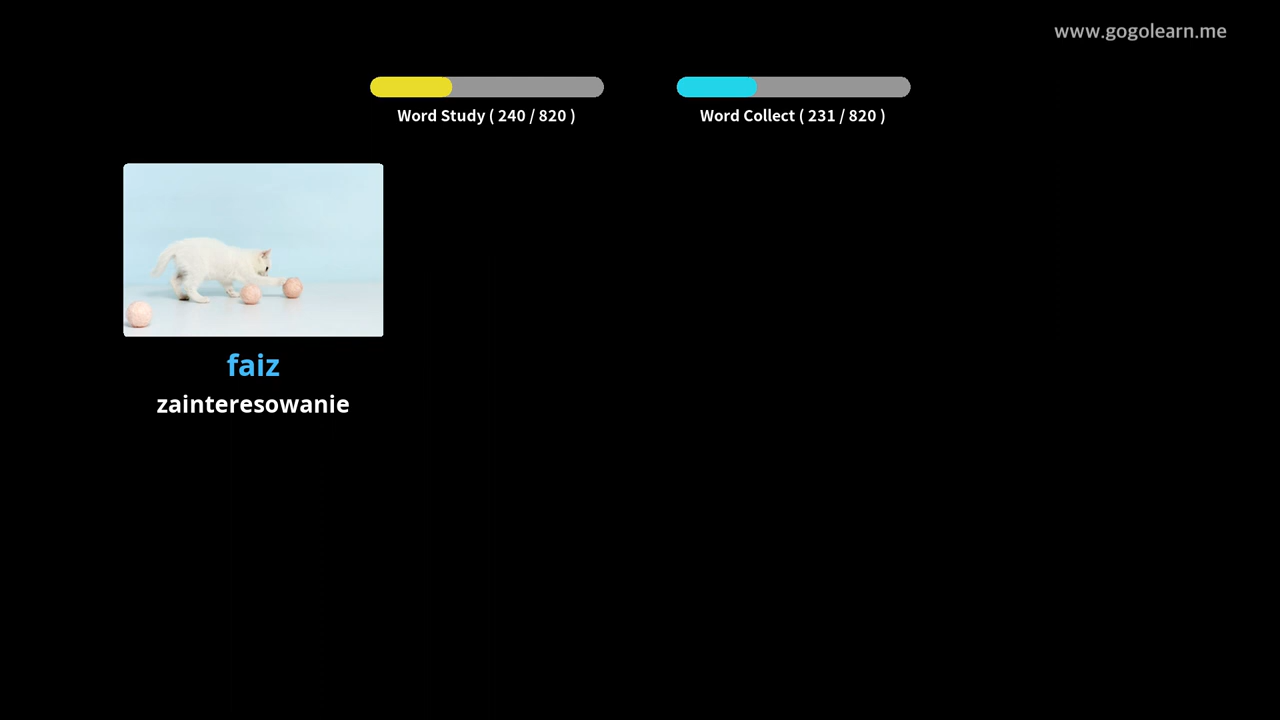 www.gogolearn.me
Word Study ( 240 / 820 )
Word Collect ( 231 / 820 )
faiz
zainteresowanie